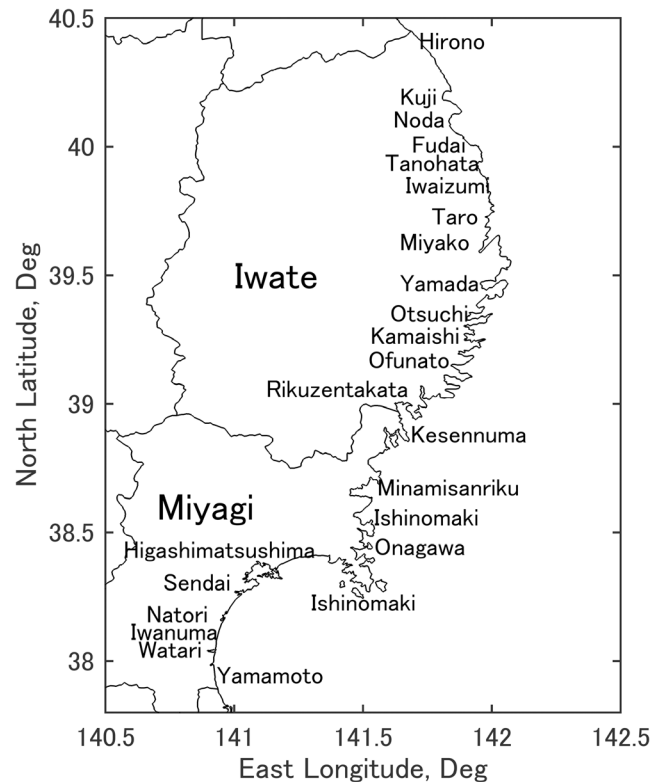 40.5
Hirono
Kuji
Noda
40
Fudai
Tanohata
Iwaizumi
Taro
Miyako
39.5
Iwate
Yamada
Otsuchi
Kamaishi
Ofunato
Rikuzentakata
39
Kesennuma
Minamisanriku
Miyagi
Ishinomaki
38.5
Onagawa
Higashimatsushima
Sendai
Ishinomaki
Natori
Iwanuma
Watari
38
Yamamoto
140.5 141 141.5 142 142.5
East Longitude, Deg
North Latitude, Deg